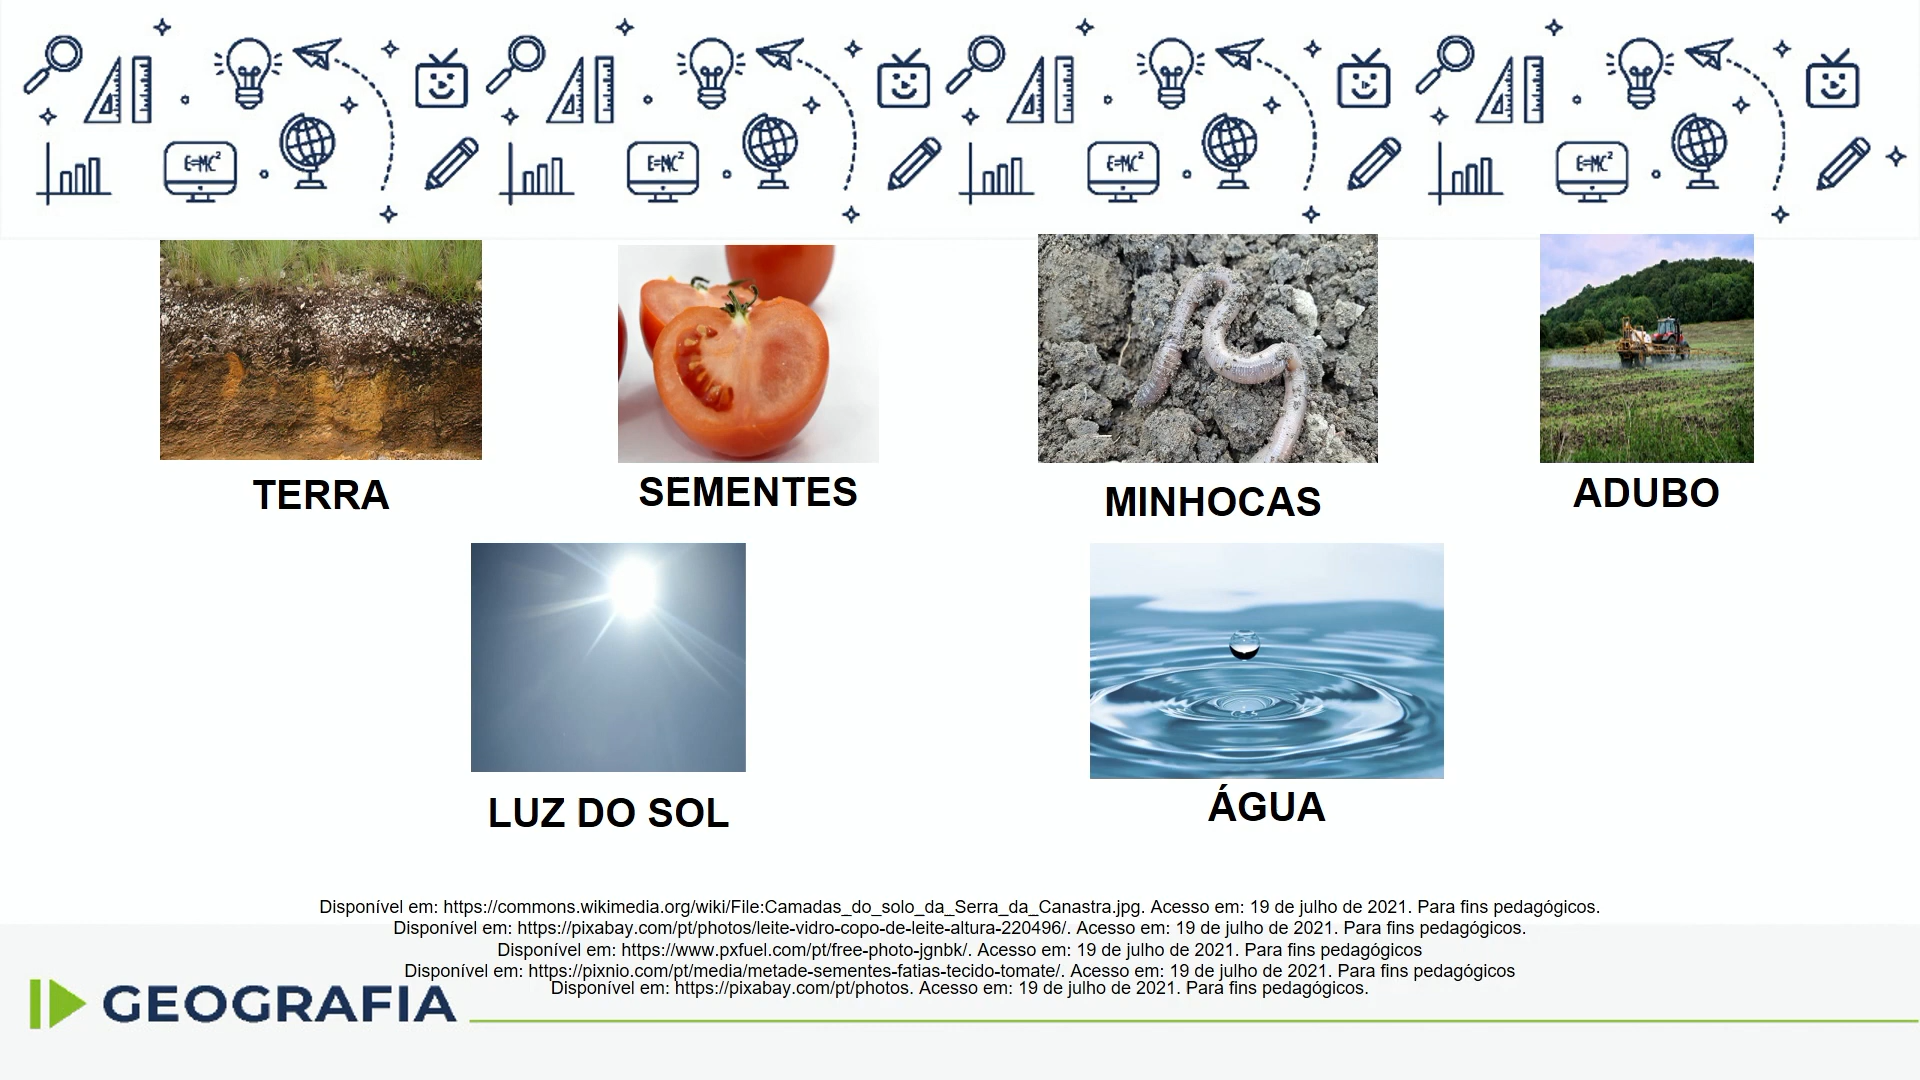 E=MC²
E=MC²
E=MC²
E=MC²
TERRA
SEMENTES
MINHOCAS
ADUBO
LUZ DO SOL
ÁGUA
Disponível em: https://commons.wikimedia.org/wiki/File:Camadas_do_solo_da_Serra_da_Canastra.jpg. Acesso em: 19 de julho de 2021. Para fins pedagógicos.
Disponível em: https://pixabay.com/pt/photos/leite-vidro-copo-de-leite-altura-220496/. Acesso em: 19 de julho de 2021. Para fins pedagógicos.
Disponível em: https://www.pxfuel.com/pt/free-photo-jgnbk/. Acesso em: 19 de julho de 2021. Para fins pedagógicos
Disponível em: https://pixnio.com/pt/media/metade-sementes-fatias-tecido-tomate/. Acesso em: 19 de julho de 2021. Para fins pedagógicos
Disponível em: https://pixabay.com/pt/photos. Acesso em: 19 de julho de 2021. Para fins pedagógicos.
GEOGRAFIA